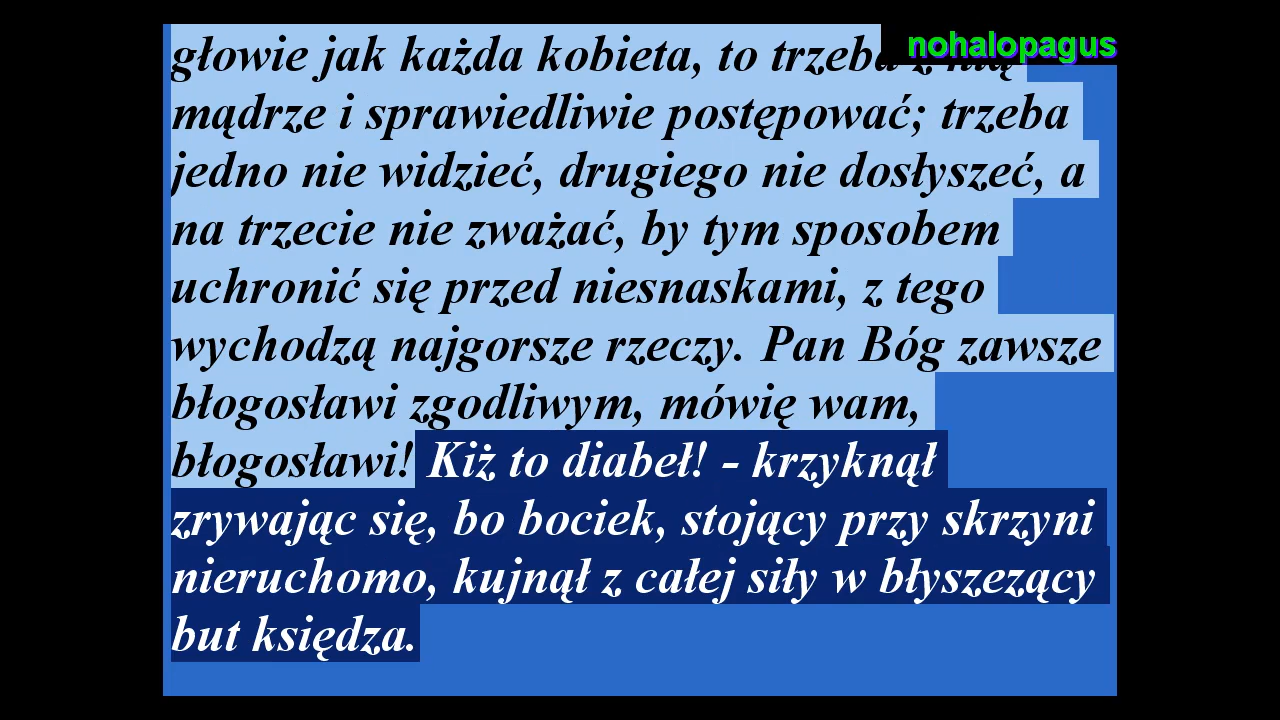 nohalopagus
głowie jak każda kobieta, to trzeba z nią
mądrze i sprawiedliwie postępować; trzeba
jedno nie widzieć, drugiego nie dosłyszeć, a
na trzecie nie zważać, by tym sposobem
uchronić się przed niesnaskami, z tego
wychodzą najgorsze rzeczy. Pan Bóg zawsze
błogosławi zgodliwym, mówię wam,
błogosławi! Kiż to diabeł! - krzyknął
zrywając się, bo bociek, stojący przy skrzyni
nieruchomo, kujnął z całej siły w błyszezący
but księdza.